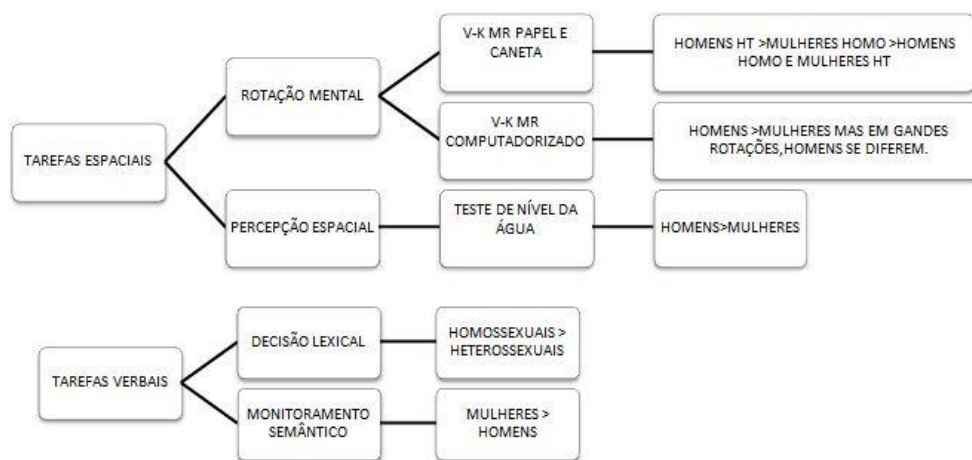 V-K MR PAPEL E
CANETA
HOMENS HT >MULHERES HOMO >HOMENS
HOMO E MULHERES HT
ROTAÇÃO MENTAL
V-K MR
COMPUTADORIZADO
HOMENS >MULHERES MAS EM GANDES
ROTAÇÕES,HOMENS SE DIFEREM.
TAREFAS ESPACIAIS
PERCEPÇÃO ESPACIAL
TESTE DE NÍVEL DA
ÁGUA
HOMENS>MULHERES
DECISÃO LEXICAL
HOMOSSEXUAIS >
HETEROSSEXUAIS
TAREFAS VERBAIS
MONITORAMENTO
SEMÂNTICO
MULHERES >
HOMENS